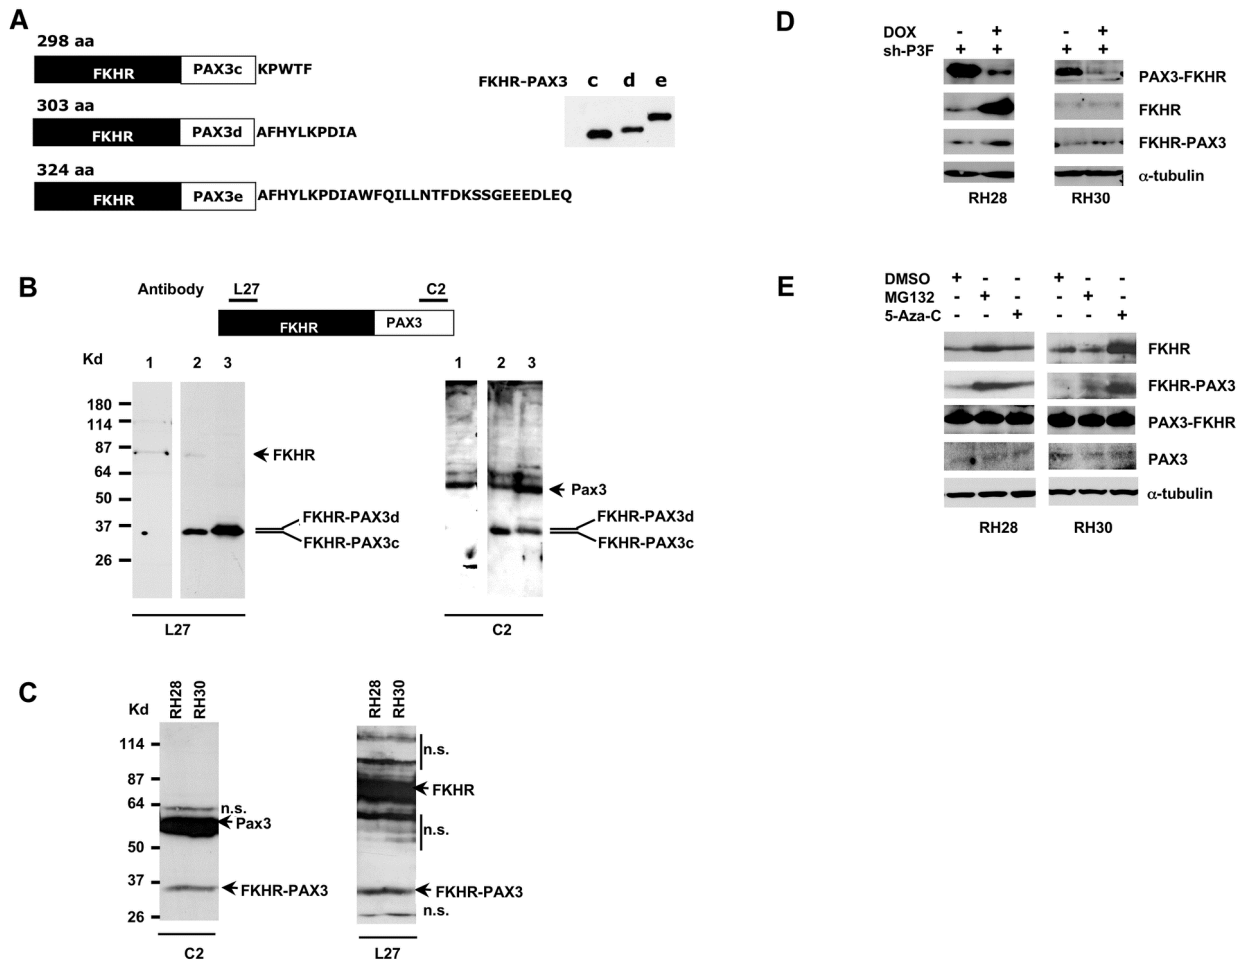 A
298 aa
FKHR PAX3c KPWTF
303 aa
FKHR PAX3d AFHYLKPDIA
324 aa
FKHR PAX3e AFHYLKPDIAWFQILLNTFDKSSGEEEDLEQ
FKHR-PAX3 c d e
B
Antibody L27 C2
FKHR PAX3
Kd 1 2 3
180
114
87
64
50
37
26
FKHR
FKHR-PAX3d
FKHR-PAX3c
L27
1 2 3
Pax3
FKHR-PAX3d
FKHR-PAX3c
C2
C
Kd RH28 RH30
114
87
64
50
37
26
n.s.
Pax3
FKHR-PAX3
C2
RH28 RH30
n.s.
FKHR
n.s.
FKHR-PAX3
n.s.
L27
D
DOX - + - +
sh-P3F + + + +
PAX3-FKHR
FKHR
FKHR-PAX3
α-tubulin
RH28 RH30
E
DMSO + - - + - -
MG132 - + - - + -
5-Aza-C - - + - - +
FKHR
FKHR-PAX3
PAX3-FKHR
PAX3
α-tubulin
RH28 RH30